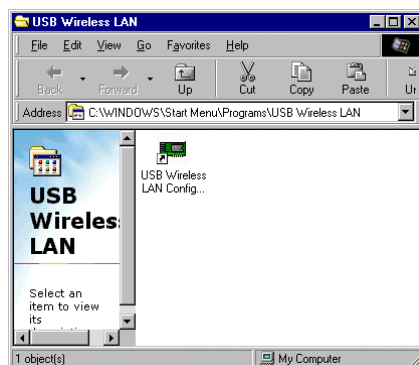 USB Wireless LAN
File Edit View Go Favorites Help
Back Forward Up Cut Copy Paste
Address C:\WINDOWS\Start Menu\Programs\USB Wireless LAN
USB
Wireles
LAN
Select an
item to view
its
USB Wireless
LAN Config...
1 object(s) My Computer